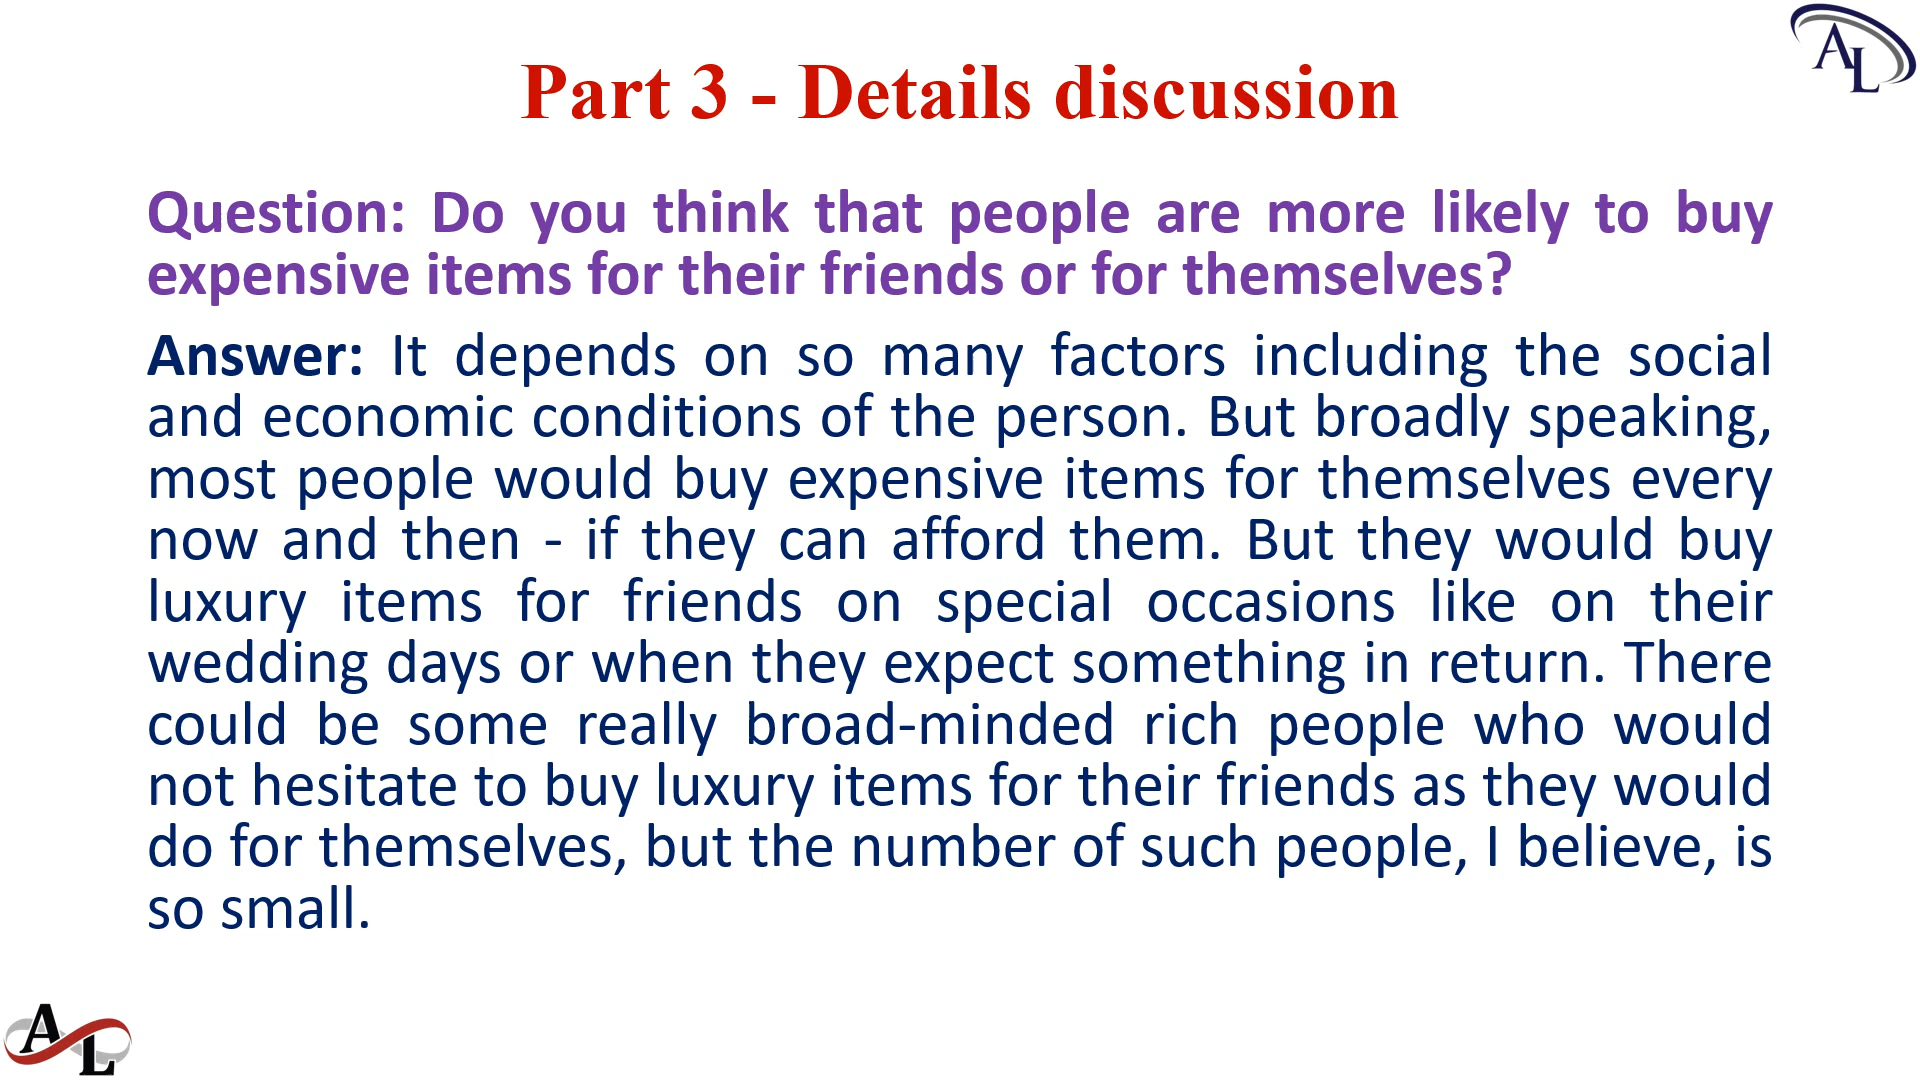 AL
Part 3 - Details discussion
Question: Do you think that people are more likely to buy
expensive items for their friends or for themselves?
Answer: It depends on so many factors including the social
and economic conditions of the person. But broadly speaking,
most people would buy expensive items for themselves every
now and then - if they can afford them. But they would buy
luxury items for friends on special occasions like on their
wedding days or when they expect something in return. There
could be some really broad-minded rich people who would
not hesitate to buy luxury items for their friends as they would
do for themselves, but the number of such people, I believe, is
so small.
AL